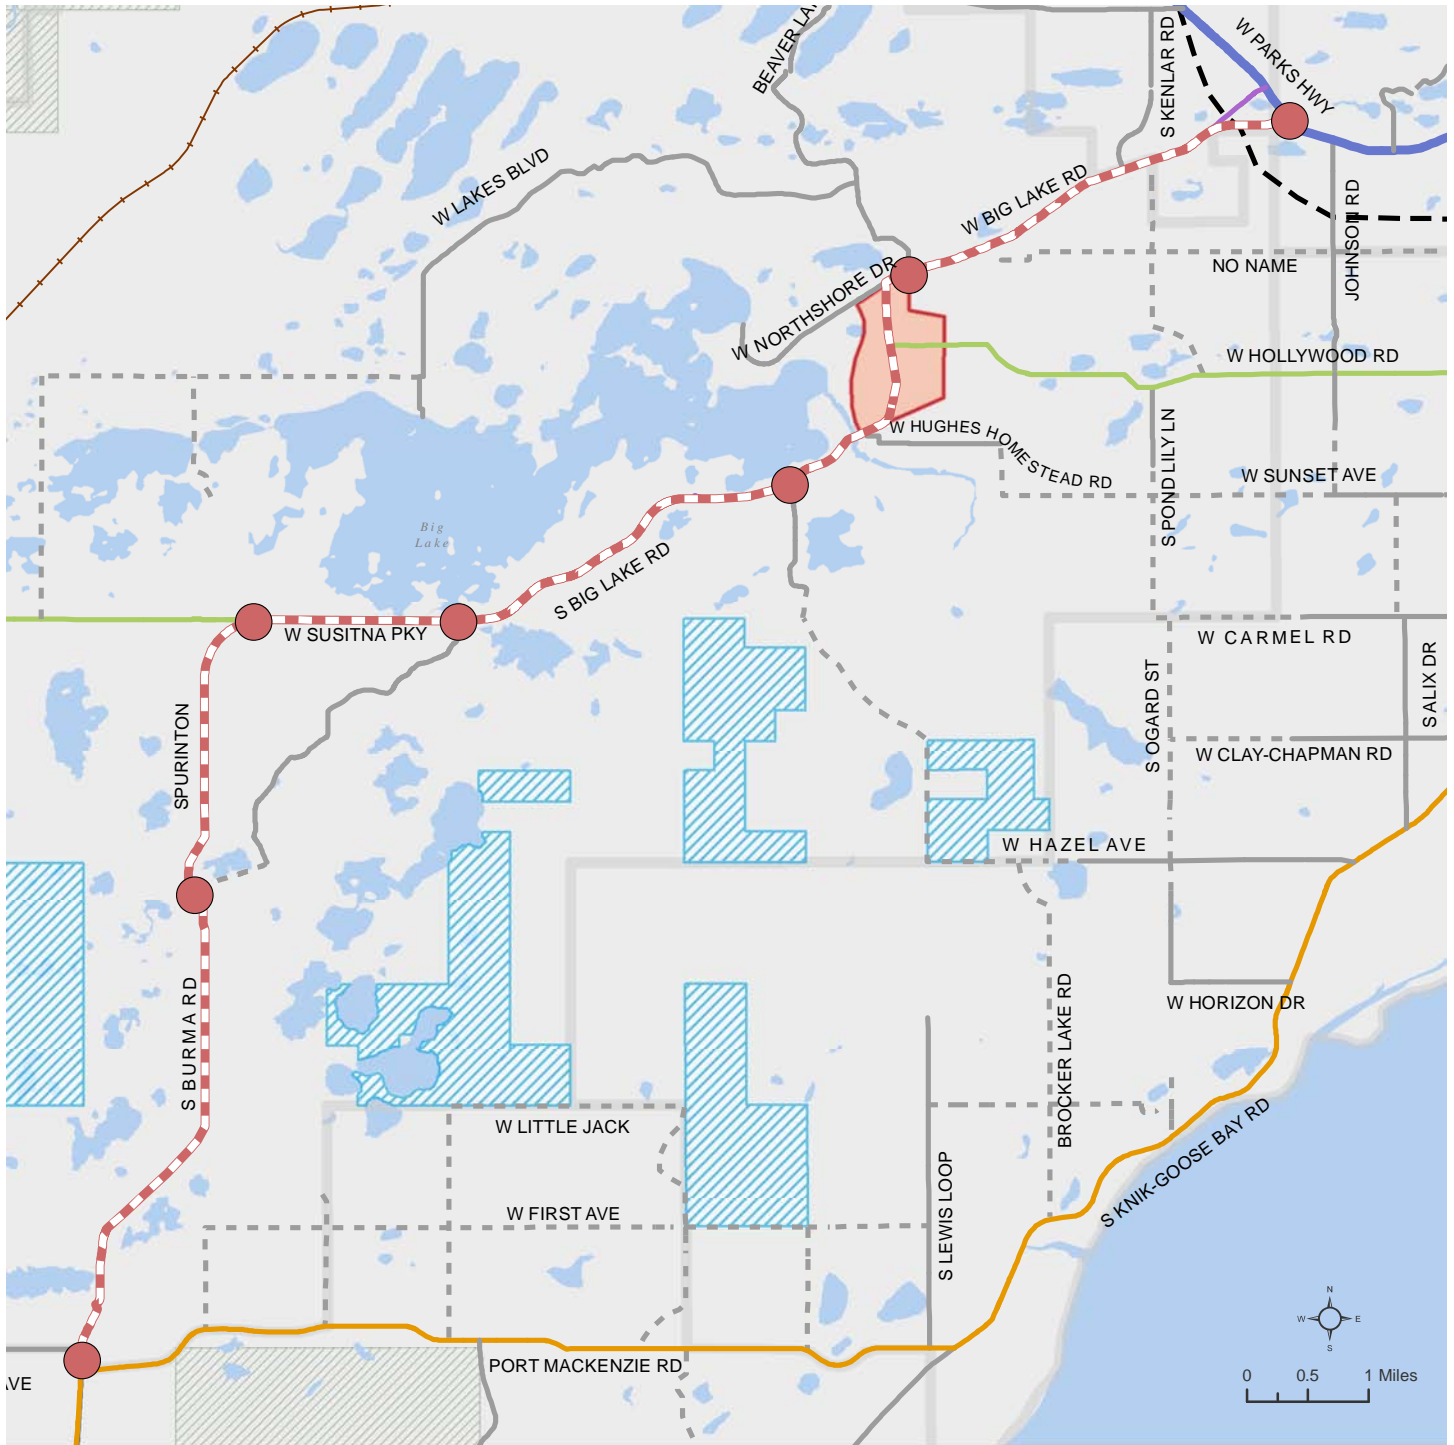 BEAVER LA
S KENLAR RD
W PARKS HWY
W LAKES BLVD
W BIG LAKE RD
JOHNSON RD
NO NAME
W NORTHSHORE DR
W HOLLYWOOD RD
W HUGHES HOMESTEAD RD
S POND LILY LN
W SUNSET AVE
Big
Lake
S BIG LAKE RD
W SUSITNA PKY
W CARMEL RD
S OGARD ST
SALIX DR
SPURINTON
W CLAY-CHAPMAN RD
W HAZEL AVE
S BURMA RD
W HORIZON DR
BROCKER LAKE RD
W LITTLE JACK
S KNIK-GOOSE BAY RD
S LEWIS LOOP
W FIRST AVE
N
W E
S
PORT MACKENZIE RD
AVE
0 0.5 1 Miles